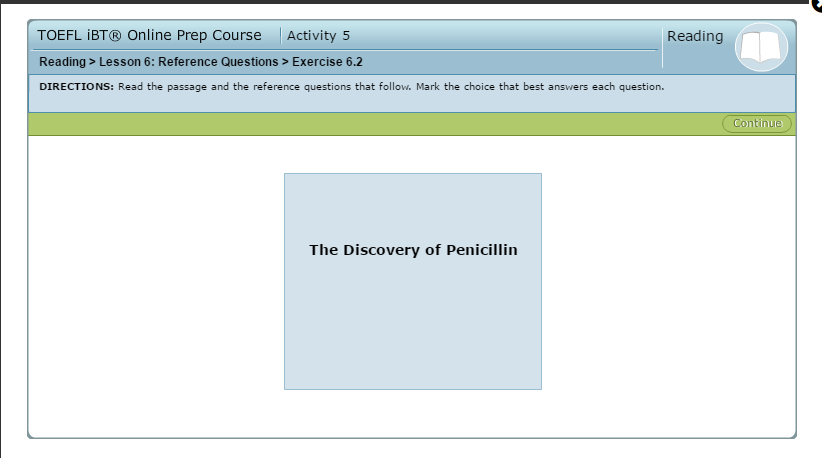 TOEFL iBT® Online Prep Course Activity 5 Reading
Reading > Lesson 6: Reference Questions > Exercise 6.2
DIRECTIONS: Read the passage and the reference questions that follow. Mark the choice that best answers each question.
Continue
The Discovery of Penicillin